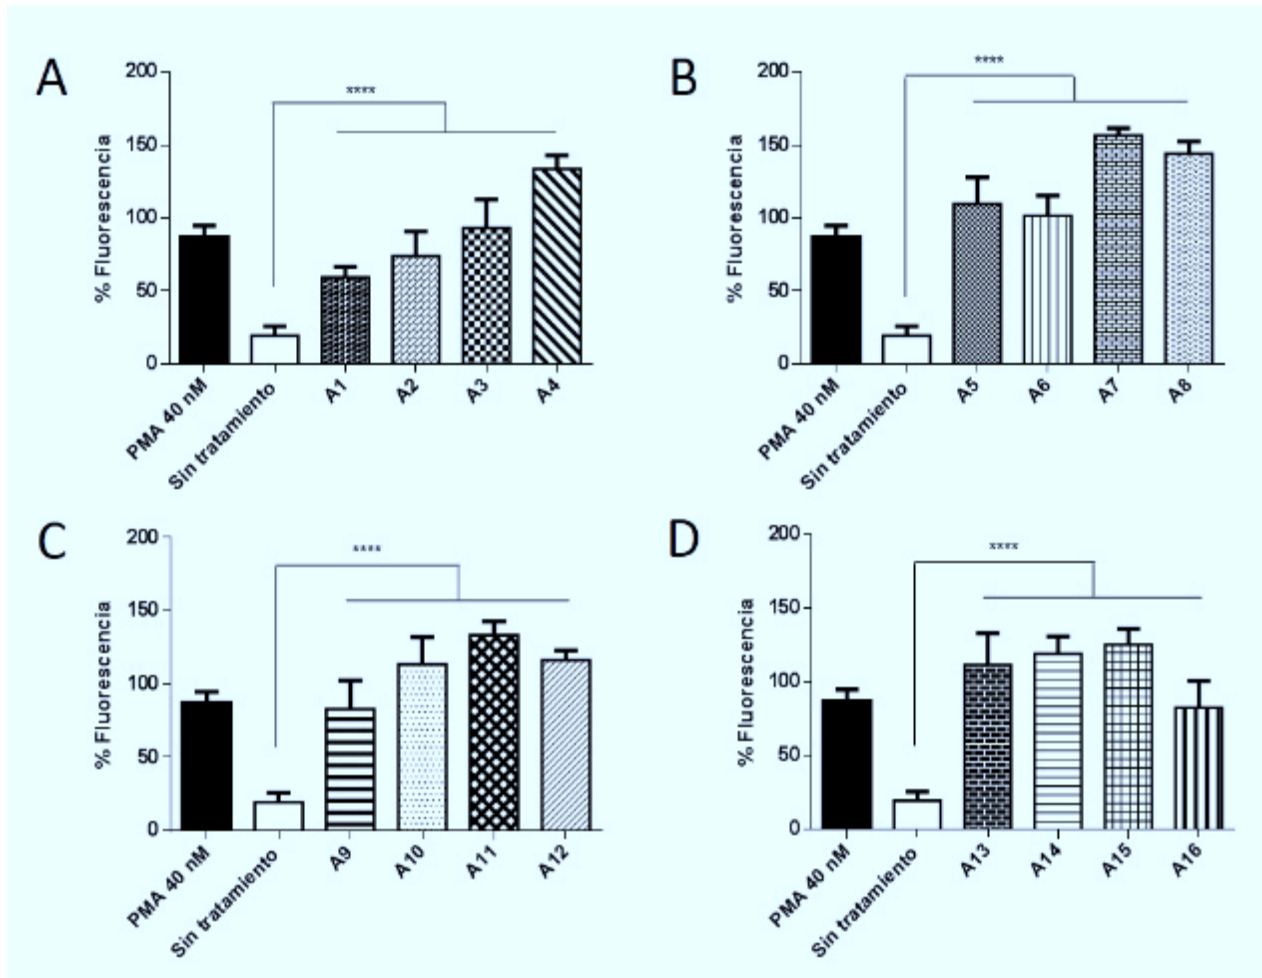 A
% Fluorescencia
200
150
100
50
0
****
PMA 40 nM
Sin tratamiento
A1
A2
A3
A4
B
% Fluorescencia
200
150
100
50
0
****
PMA 40 nM
Sin tratamiento
A5
A6
A7
A8
C
% Fluorescencia
200
150
100
50
0
****
PMA 40 nM
Sin tratamiento
A9
A10
A11
A12
D
% Fluorescencia
200
150
100
50
0
****
PMA 40 nM
Sin tratamiento
A13
A14
A15
A16